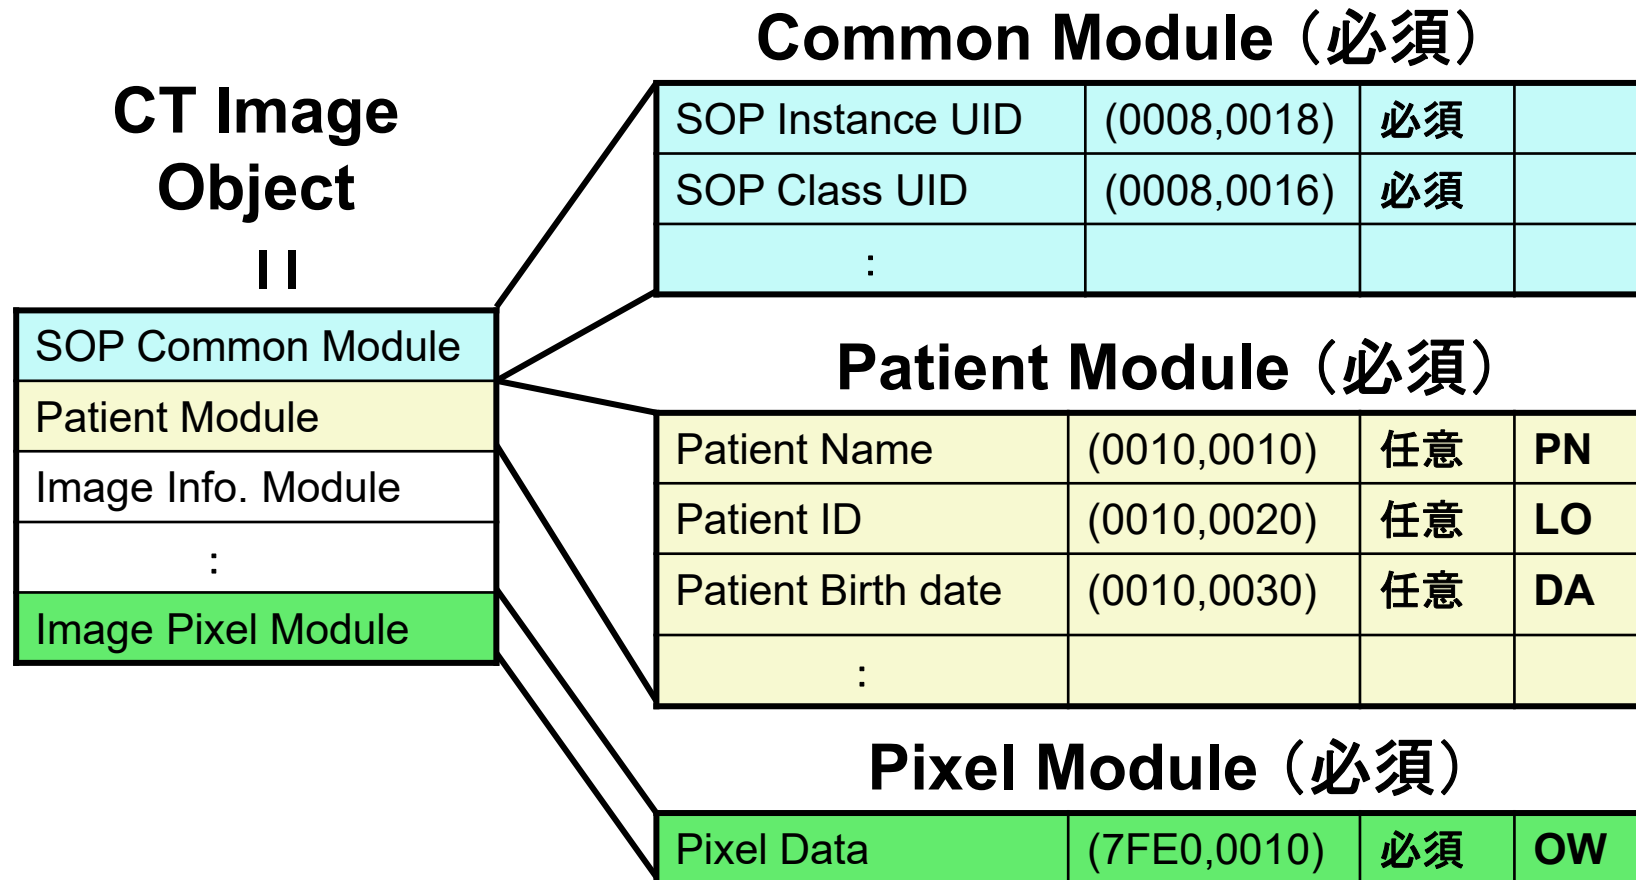 CT Image
Object
=
SOP Common Module
Patient Module
Image Info. Module
:
Image Pixel Module
Common Module（必須）
SOP Instance UID (0008,0018) 必須
SOP Class UID (0008,0016) 必須
:
Patient Module（必須）
Patient Name (0010,0010) 任意 PN
Patient ID (0010,0020) 任意 LO
Patient Birth date (0010,0030) 任意 DA
:
Pixel Module（必須）
Pixel Data (7FE0,0010) 必須 OW